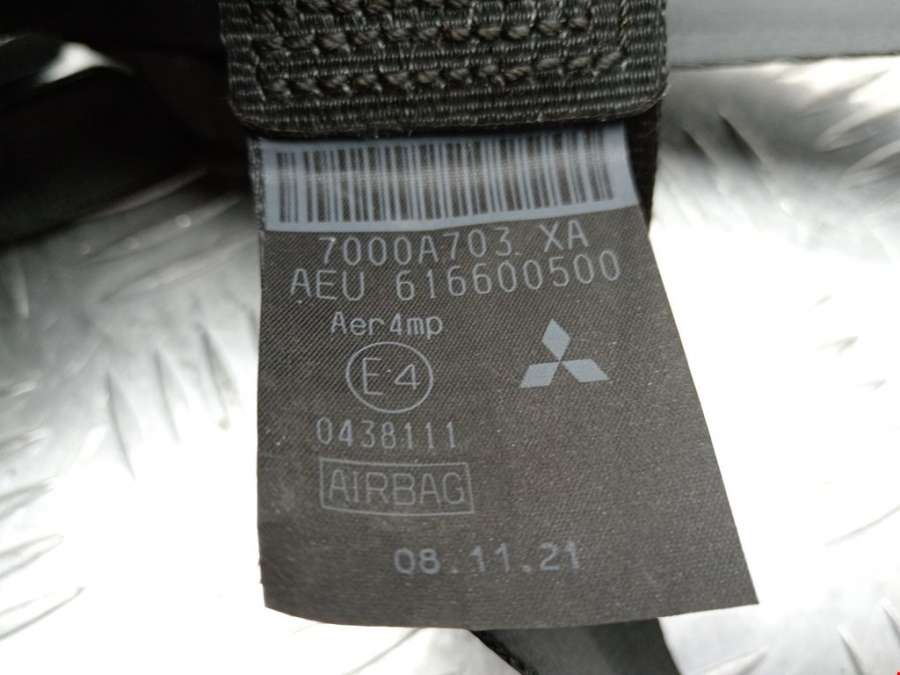 7000A703 XA
AEU 616600500
Aer4mp
E4
0438111
AIRBAG
08.11.21